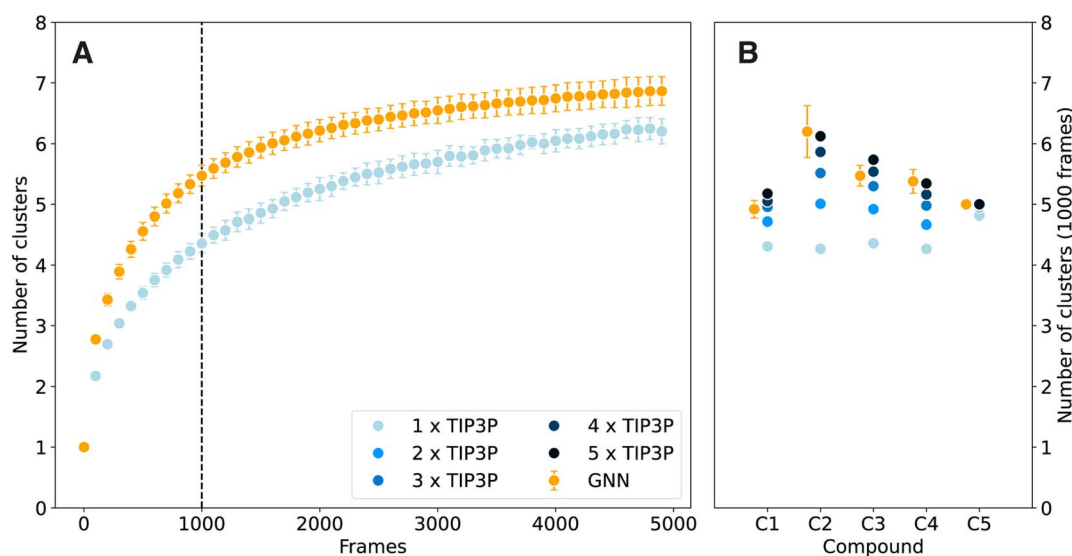 A
Number of clusters
8
7
6
5
4
3
2
1
0
0 1000 2000 3000 4000 5000
Frames
1 x TIP3P
2 x TIP3P
3 x TIP3P
4 x TIP3P
5 x TIP3P
GNN
B
8
7
6
5
4
3
2
1
0
Number of clusters (1000 frames)
C1 C2 C3 C4 C5
Compound